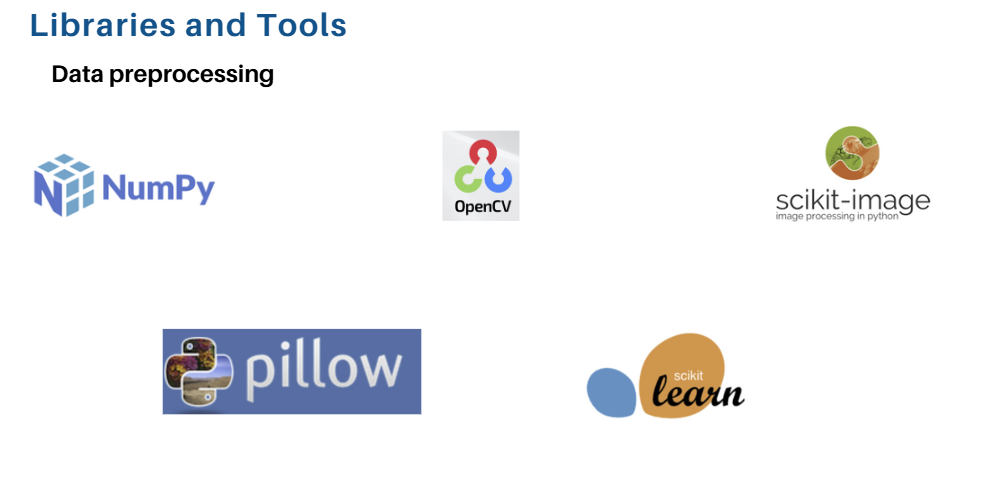 Libraries and Tools
Data preprocessing
NumPy
OpenCV
scikit-image
image processing in python
pillow
scikit
learn